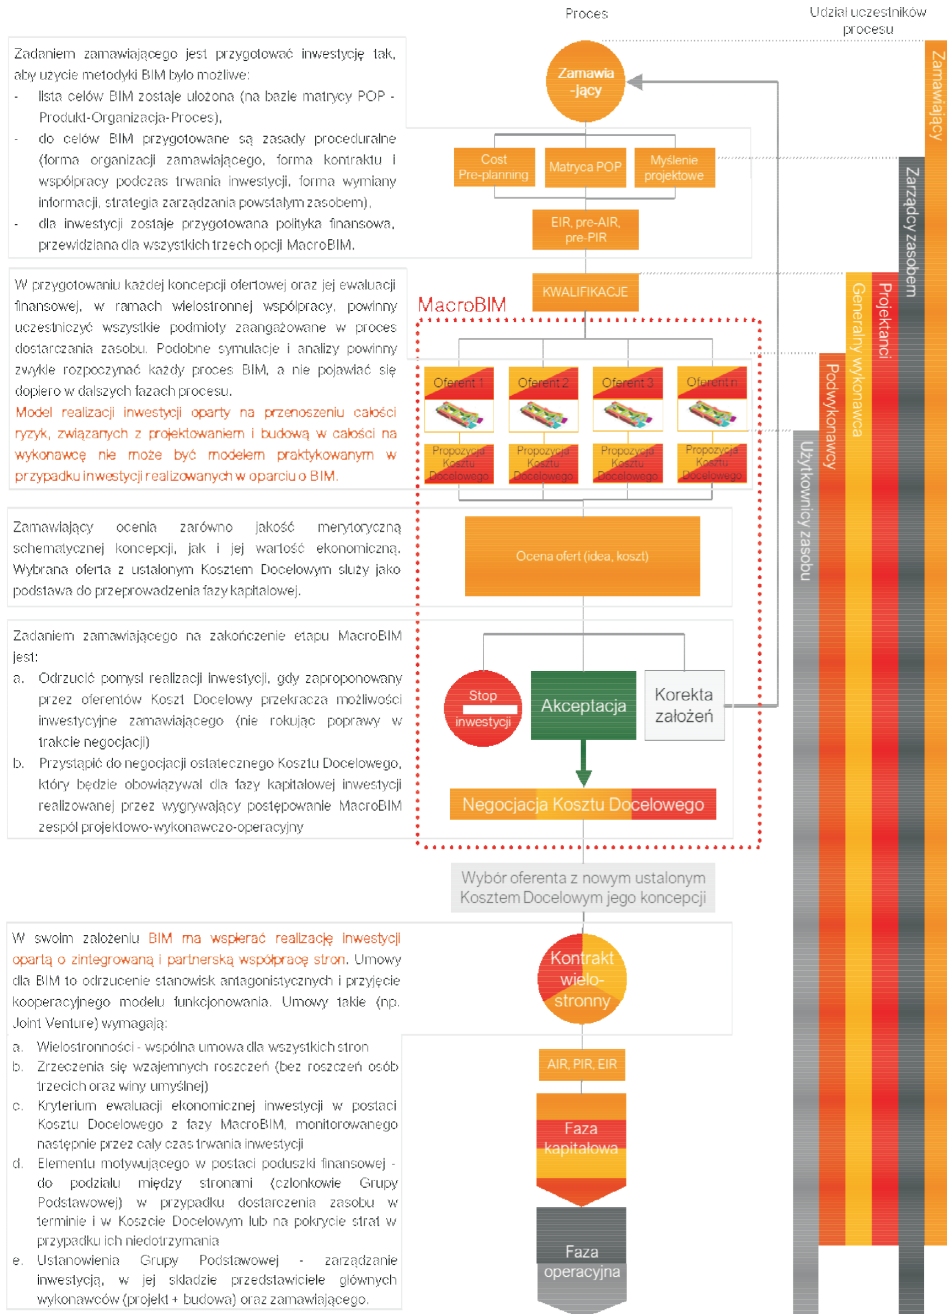 Proces
Udział uczestników
procesu
Zadaniem zamawiającego jest przygotować inwestycję tak,
aby użycie metodyki BIM było możliwe:
- lista celów BIM zostaje ułożona (na bazie matrycy POP -
Produkt-Organizacja-Proces),
- do celów BIM przygotowane są zasady proceduralne
(forma organizacji zamawiającego, forma kontraktu i
współpracy podczas trwania inwestycji, forma wymiany
informacji, strategia zarządzania powstałym zasobem),
- dla inwestycji zostaje przygotowana polityka finansowa,
przewidziana dla wszystkich trzech opcji MacroBIM.
Zamawia
-jący
Cost
Pre-planning
Matryca POP
Myślenie
projektowe
EIR, pre-AIR,
pre-PIR
KWALIFIKACJE
W przygotowaniu każdej koncepcji ofertowej oraz jej ewaluacji
finansowej, w ramach wielostronnej współpracy, powinny
uczestniczyć wszystkie podmioty zaangażowane w proces
dostarczania zasobu. Podobne symulacje i analizy powinny
zwykle rozpoczynać każdy proces BIM, a nie pojawiać się
dopiero w dalszych fazach procesu.
Model realizacji inwestycji oparty na przenoszeniu całości
ryzyk, związanych z projektowaniem i budową w całości na
wykonawcę nie może być modelem praktykowanym w
przypadku inwestycji realizowanych w oparciu o BIM.
MacroBIM
Oferent 1
Oferent 2
Oferent 3
Oferent n
Propozycja
Kosztu
Docelowego
Propozycja
Kosztu
Docelowego
Propozycja
Kosztu
Docelowego
Propozycja
Kosztu
Docelowego
Zamawiający ocenia zarówno jakość merytoryczną
schematycznej koncepcji, jak i jej wartość ekonomiczną.
Wybrana oferta z ustalonym Kosztem Docelowym służy jako
podstawa do przeprowadzenia fazy kapitałowej.
Ocena ofert (idea, koszt)
Zadaniem zamawiającego na zakończenie etapu MacroBIM
jest:
a. Odrzucić pomysł realizacji inwestycji, gdy zaproponowany
przez oferentów Koszt Docelowy przekracza możliwości
inwestycyjne zamawiającego (nie rokując poprawy w
trakcie negocjacji)
b. Przystąpić do negocjacji ostatecznego Kosztu Docelowego,
który będzie obowiązywał dla fazy kapitałowej inwestycji
realizowanej przez wygrywający postępowanie MacroBIM
zespół projektowo-wykonawczo-operacyjny
Stop
inwestycji
Akceptacja
Korekta
założeń
Negocjacja Kosztu Docelowego
Wybór oferenta z nowym ustalonym
Kosztem Docelowym jego koncepcji
W swoim założeniu BIM ma wspierać realizację inwestycji
opartą o zintegrowaną i partnerską współpracę stron. Umowy
dla BIM to odrzucenie stanowisk antagonistycznych i przyjęcie
kooperacyjnego modelu funkcjonowania. Umowy takie (np.
Joint Venture) wymagają:
a. Wielostronności - wspólna umowa dla wszystkich stron
b. Zrzeczenia się wzajemnych roszczeń (bez roszczeń osób
trzecich oraz winy umyślnej)
c. Kryterium ewaluacji ekonomicznej inwestycji w postaci
Kosztu Docelowego z fazy MacroBIM, monitorowanego
następnie przez cały czas trwania inwestycji
d. Elementu motywującego w postaci poduszki finansowej -
do podziału między stronami (członkowie Grupy
Podstawowej) w przypadku dostarczenia zasobu w
terminie i w Koszcie Docelowym lub na pokrycie strat w
przypadku ich niedotrzymania
e. Ustanowienia Grupy Podstawowej - zarządzanie
inwestycją, w jej składzie przedstawiciele głównych
wykonawców (projekt + budowa) oraz zamawiającego.
Kontrakt
wielo-
stronny
AIR, PIR, EIR
Faza
kapitałowa
Faza
operacyjna
Użytkownicy zasobu
Podwykonawcy
Generalny wykonawca
Projektanci
Zarządcy zasobem
Zamawiający